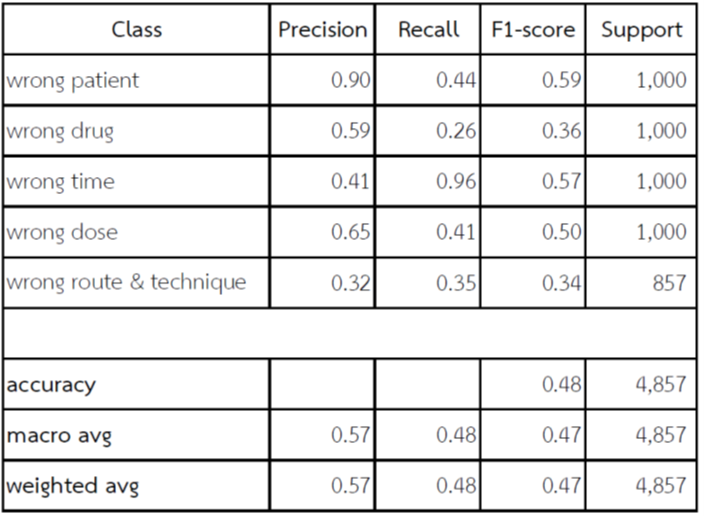 Class Precision Recall F1-score Support
wrong patient 0.90 0.44 0.59 1,000
wrong drug 0.59 0.26 0.36 1,000
wrong time 0.41 0.96 0.57 1,000
wrong dose 0.65 0.41 0.50 1,000
wrong route & technique 0.32 0.35 0.34 857
accuracy 0.48 4,857
macro avg 0.57 0.48 0.47 4,857
weighted avg 0.57 0.48 0.47 4,857